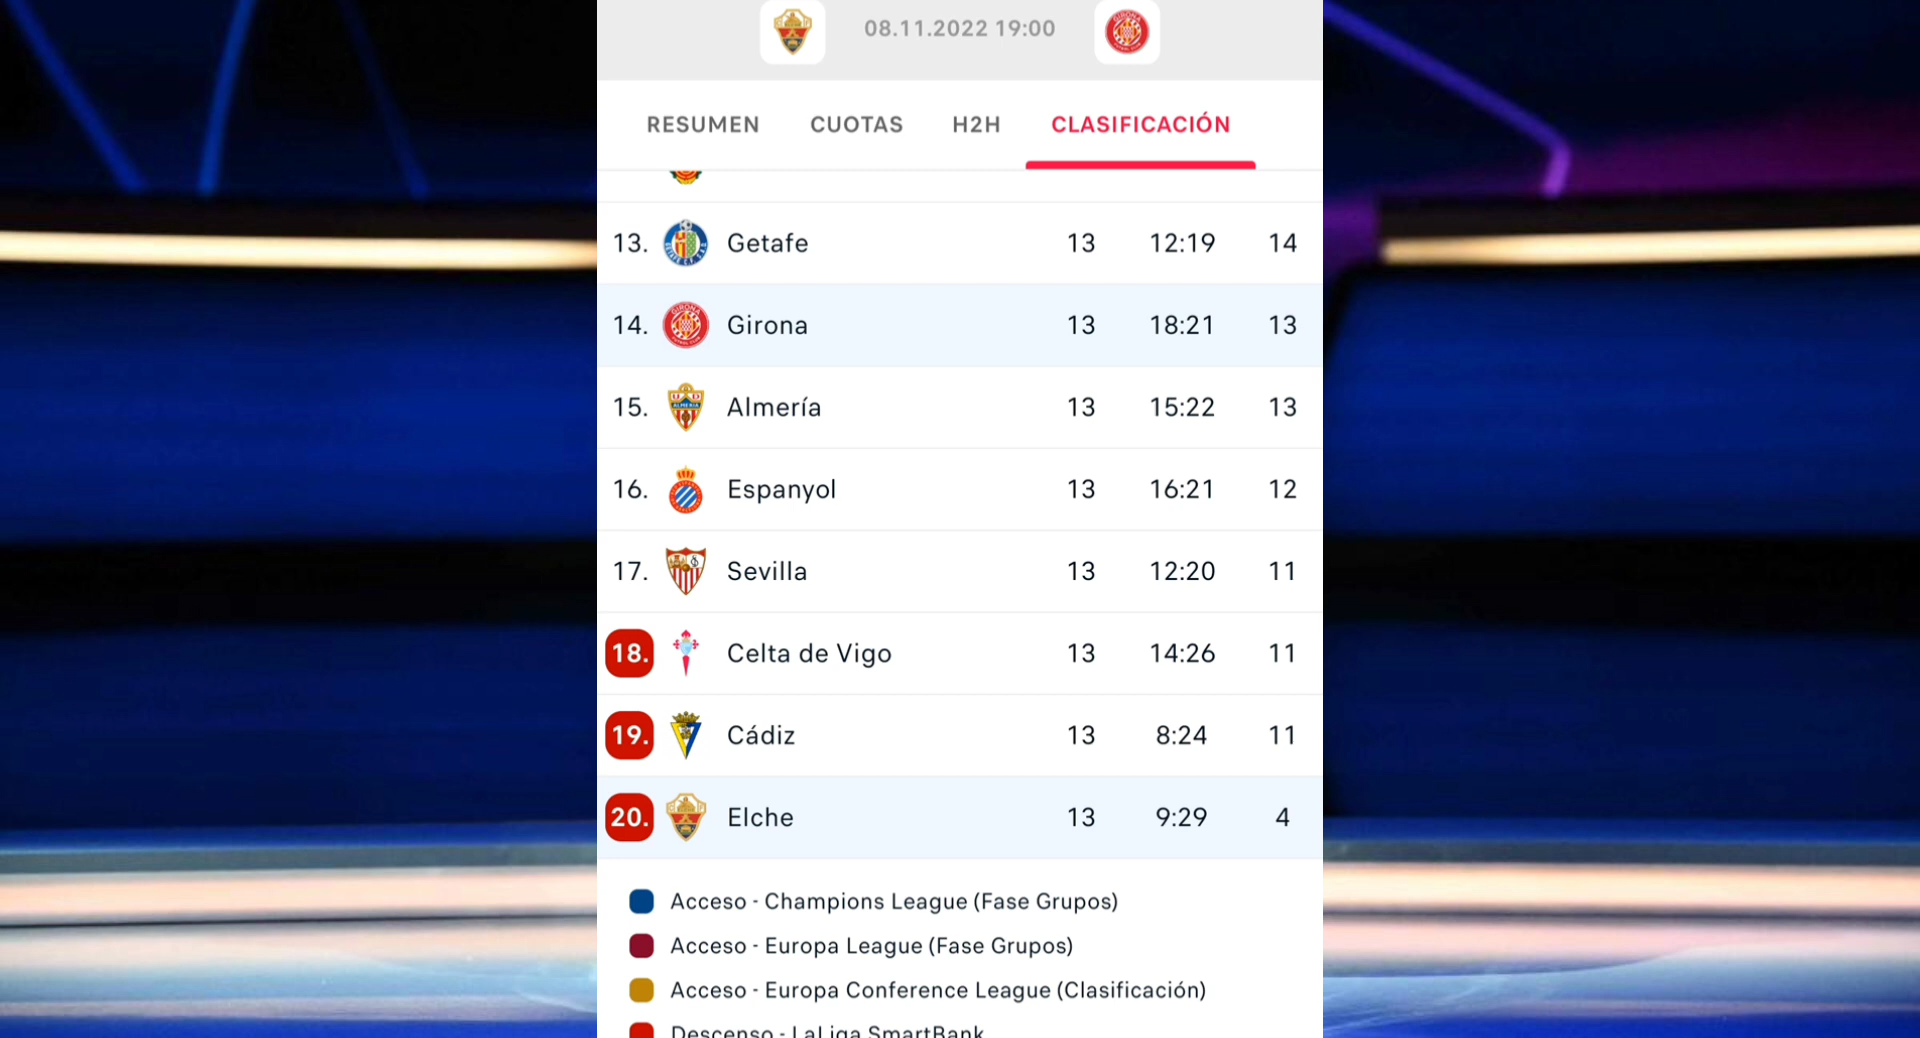 08.11.2022 19:00
RESUMEN CUOTAS H2H CLASIFICACIÓN
13. Getafe 13 12:19 14
14. Girona 13 18:21 13
15. Almería 13 15:22 13
16. Espanyol 13 16:21 12
17. Sevilla 13 12:20 11
18. Celta de Vigo 13 14:26 11
19. Cádiz 13 8:24 11
20. Elche 13 9:29 4
Acceso - Champions League (Fase Grupos)
Acceso - Europa League (Fase Grupos)
Acceso - Europa Conference League (Clasificación)
Descenso - LaLiga SmartBank